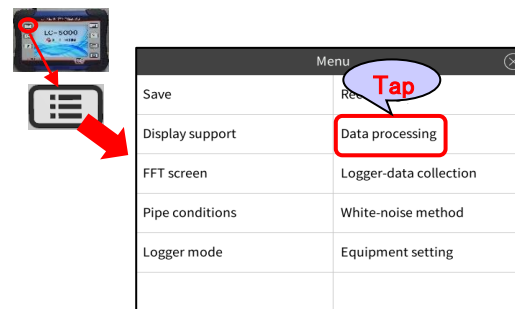 LC-5000
Menu
Tap
Save
Re
Display support
Data processing
FFT screen
Logger-data collection
Pipe conditions
White-noise method
Logger mode
Equipment setting